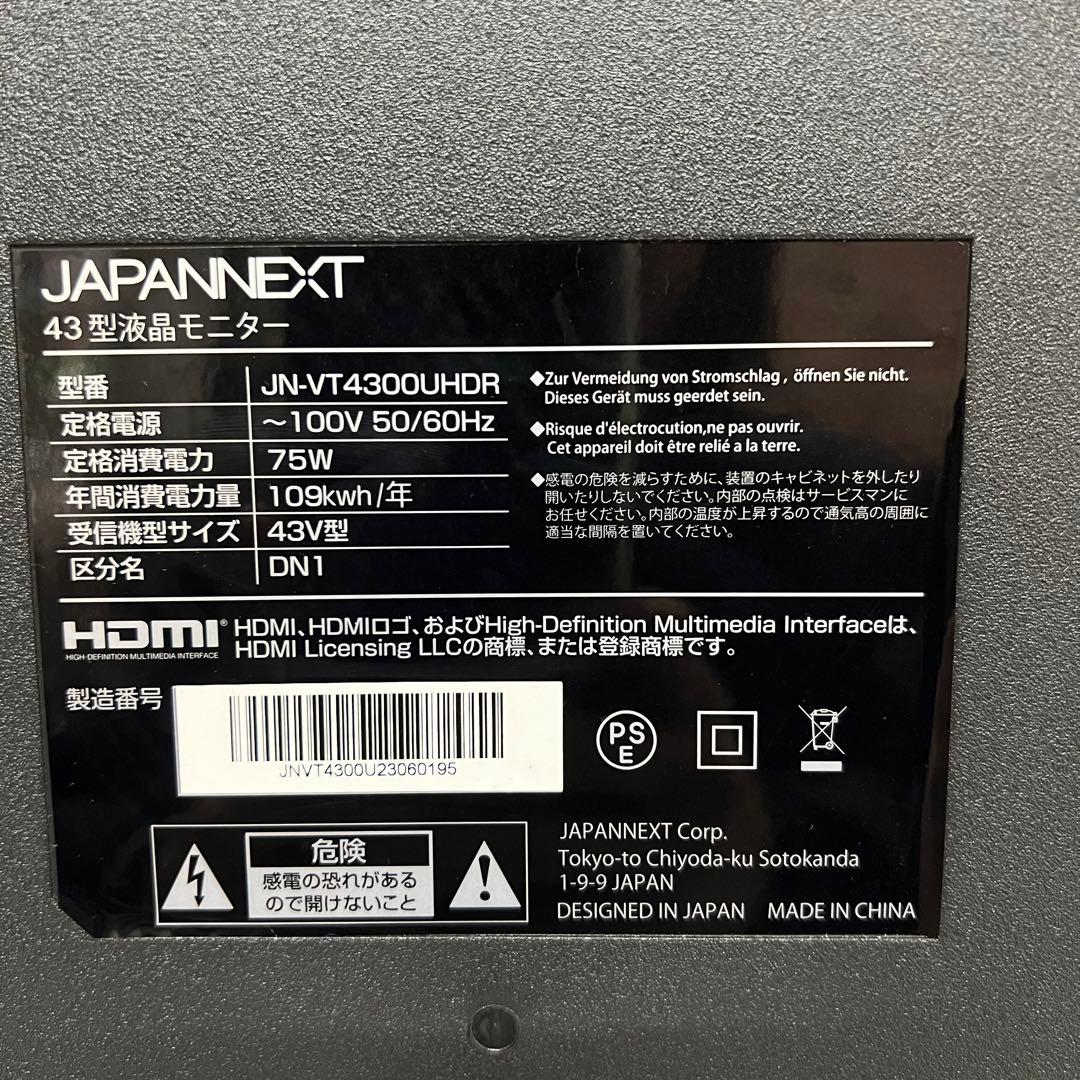 JAPANNEXT
43型液晶モニター
型番 JN-VT4300UHDR
定格電源 ～100V 50/60Hz
定格消費電力 75W
年間消費電力量 109kwh/年
受信機型サイズ 43V型
区分名 DN1
◆Zur Vermeidung von Stromschlag , öffnen Sie nicht.
Dieses Gerät muss geerdet sein.
◆Risque d'électrocution,ne pas ouvrir.
Cet appareil doit être relié a la terre.
◆感電の危険を減らすために、装置のキャビネットを外したり
開いたりしないでください。内部の点検はサービスマンに
お任せください。内部の温度が上昇するので通気高の周囲に
適当な間隔を置いてください。
HDMI®
HIGH-DEFINITION MULTIMEDIA INTERFACE
HDMI、HDMIロゴ、およびHigh-Definition Multimedia Interfaceは、
HDMI Licensing LLCの商標、または登録商標です。
製造番号
JNVT4300U23060195
PS
E
危険
感電の恐れがある
ので開けないこと
JAPANNEXT Corp.
Tokyo-to Chiyoda-ku Sotokanda
1-9-9 JAPAN
DESIGNED IN JAPAN MADE IN CHINA